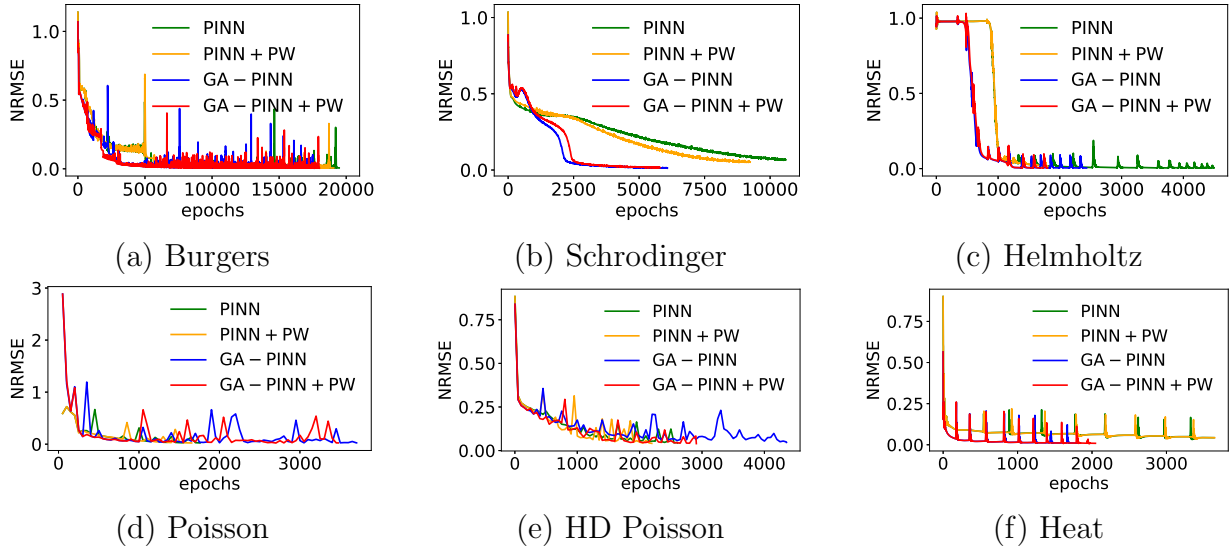 1.0
0.5
0.0
NRMSE
PINN
PINN + PW
GA − PINN
GA − PINN + PW
0 5000 10000 15000 20000
epochs
(a) Burgers
1.0
0.5
0.0
NRMSE
PINN
PINN + PW
GA − PINN
GA − PINN + PW
0 2500 5000 7500 10000
epochs
(b) Schrodinger
1.0
0.5
0.0
NRMSE
PINN
PINN + PW
GA − PINN
GA − PINN + PW
0 1000 2000 3000 4000
epochs
(c) Helmholtz
3
2
1
0
NRMSE
PINN
PINN + PW
GA − PINN
GA − PINN + PW
0 1000 2000 3000
epochs
(d) Poisson
0.75
0.50
0.25
0.00
NRMSE
PINN
PINN + PW
GA − PINN
GA − PINN + PW
0 1000 2000 3000 4000
epochs
(e) HD Poisson
0.75
0.50
0.25
0.00
NRMSE
PINN
PINN + PW
GA − PINN
GA − PINN + PW
0 1000 2000 3000
epochs
(f) Heat